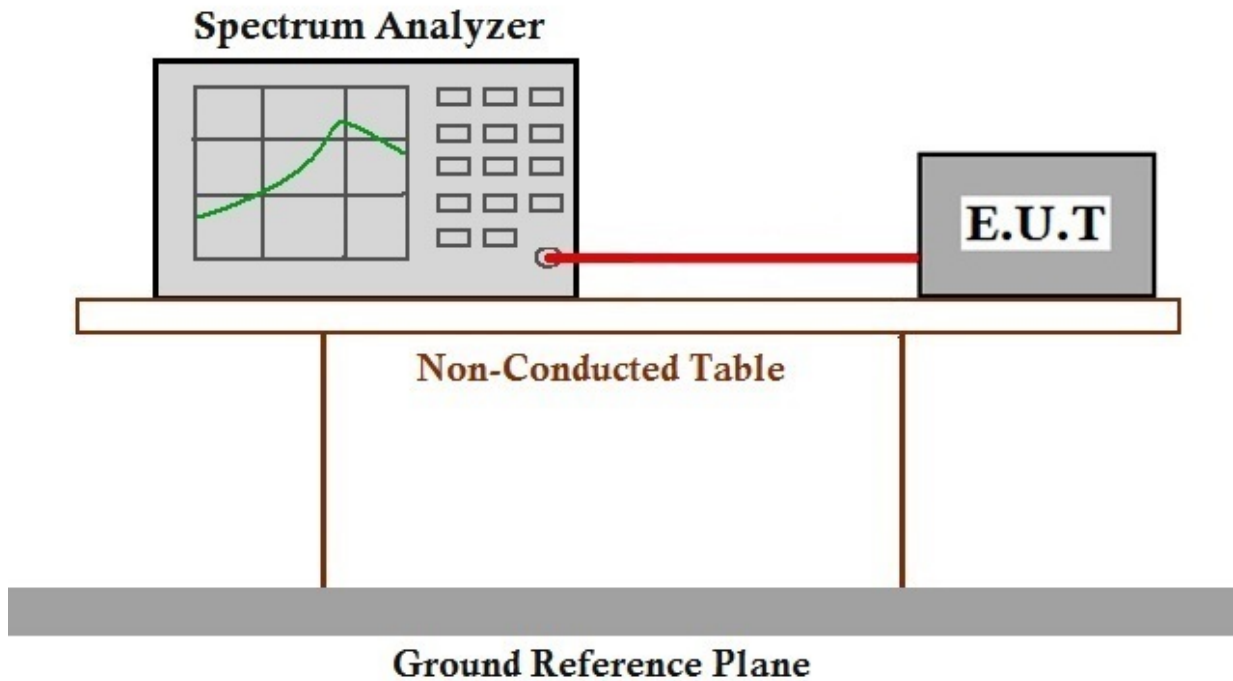 Spectrum Analyzer
E.U.T
Non-Conducted Table
Ground Reference Plane